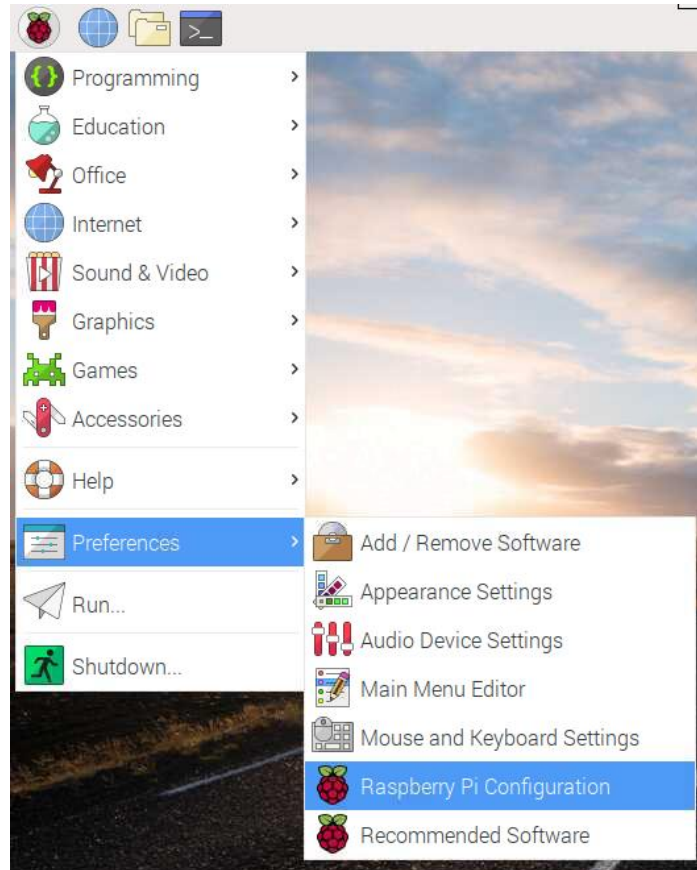 >_
Programming
Education
Office
Internet
Sound & Video
Graphics
Games
Accessories
Help
Preferences
Run...
Shutdown...
Add / Remove Software
Appearance Settings
Audio Device Settings
Main Menu Editor
Mouse and Keyboard Settings
Raspberry Pi Configuration
Recommended Software